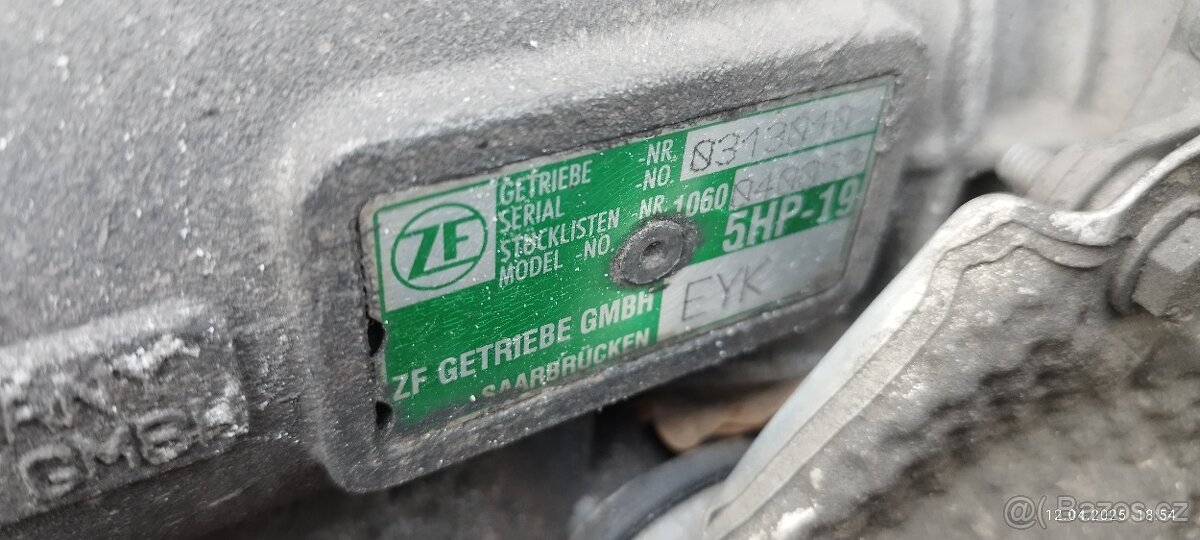 ZF
GETRIEBE -NR. 0313010
SERIAL -NO.
STÜCKLISTEN -NR. 1060
MODEL -NO.
5HP-19
EYK
ZF GETRIEBE GMBH
SAARBRÜCKEN
GMBH
@ Bazos.cz
12.04.2025 18:54